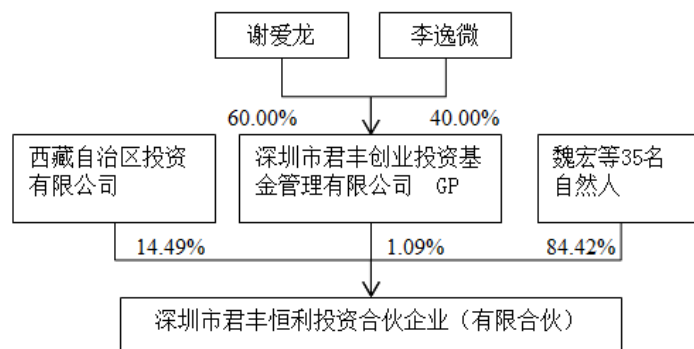 谢爱龙
李逸微
60.00%
40.00%
西藏自治区投资
有限公司
深圳市君丰创业投资基
金管理有限公司 GP
魏宏等35名
自然人
14.49%
1.09%
84.42%
深圳市君丰恒利投资合伙企业（有限合伙）